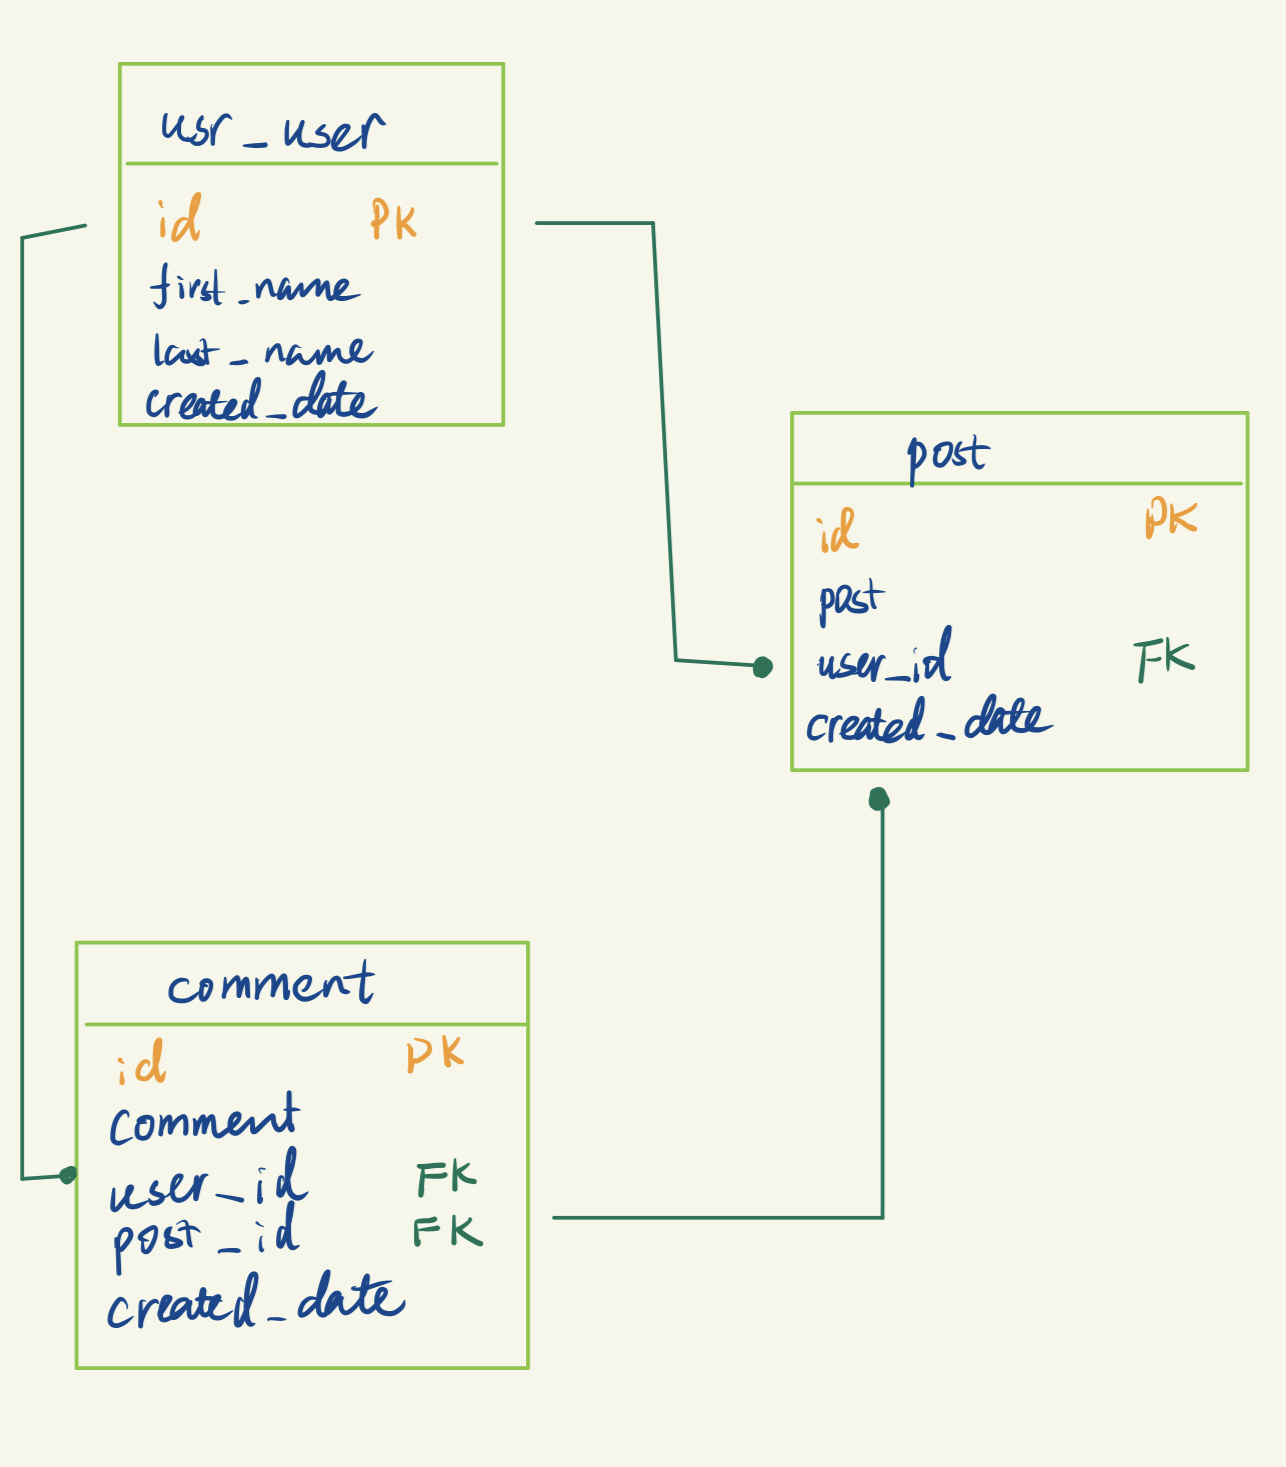 usr_user
id PK
first_name
last_name
created_date
post
id PK
post
user_id FK
created_date
comment
id PK
comment
user_id FK
post_id FK
created_date